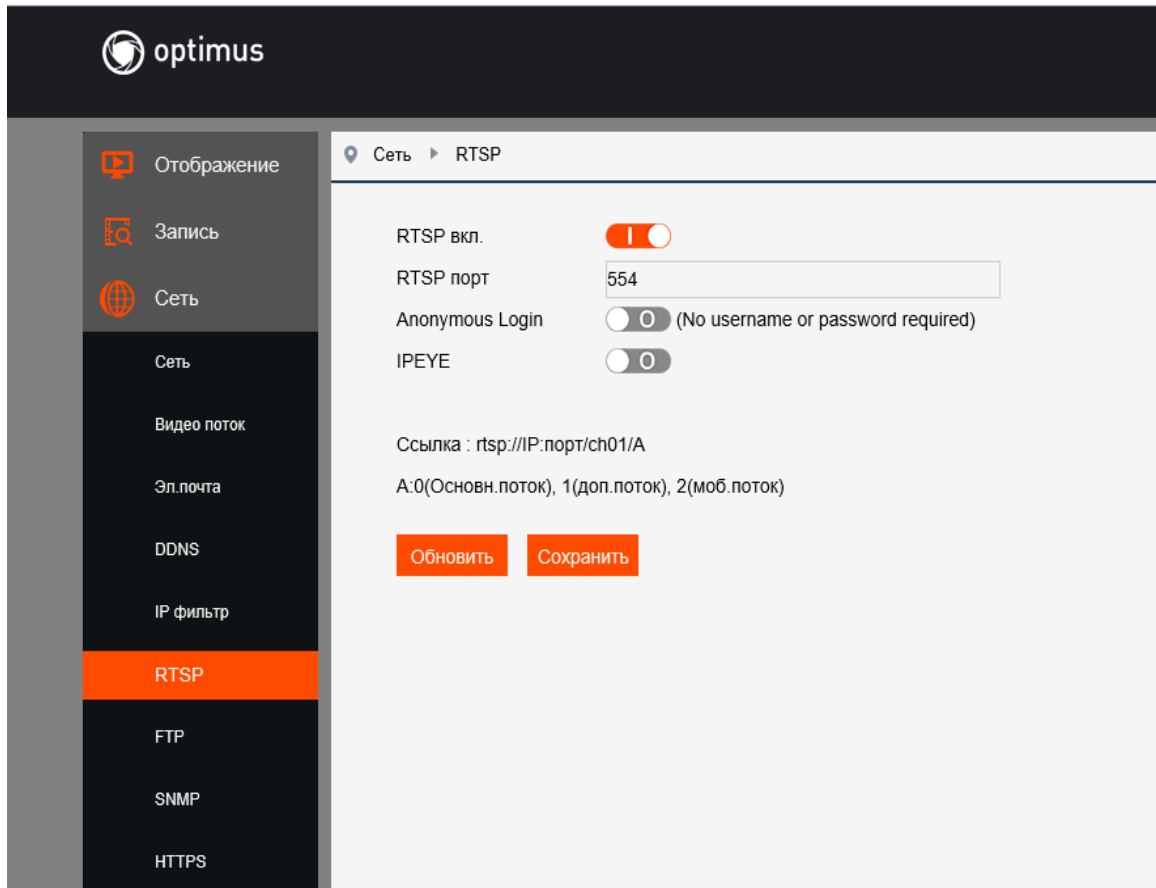 optimus
Отображение
Запись
Сеть
Сеть
Видео поток
Эл.почта
DDNS
IP фильтр
RTSP
FTP
SNMP
HTTPS
Сеть RTSP
RTSP вкл.
RTSP порт 554
Anonymous Login (No username or password required)
IPEYE
Ссылка : rtsp://IP:порт/ch01/A
A:0(Основн.поток), 1(доп.поток), 2(моб.поток)
Обновить Сохранить